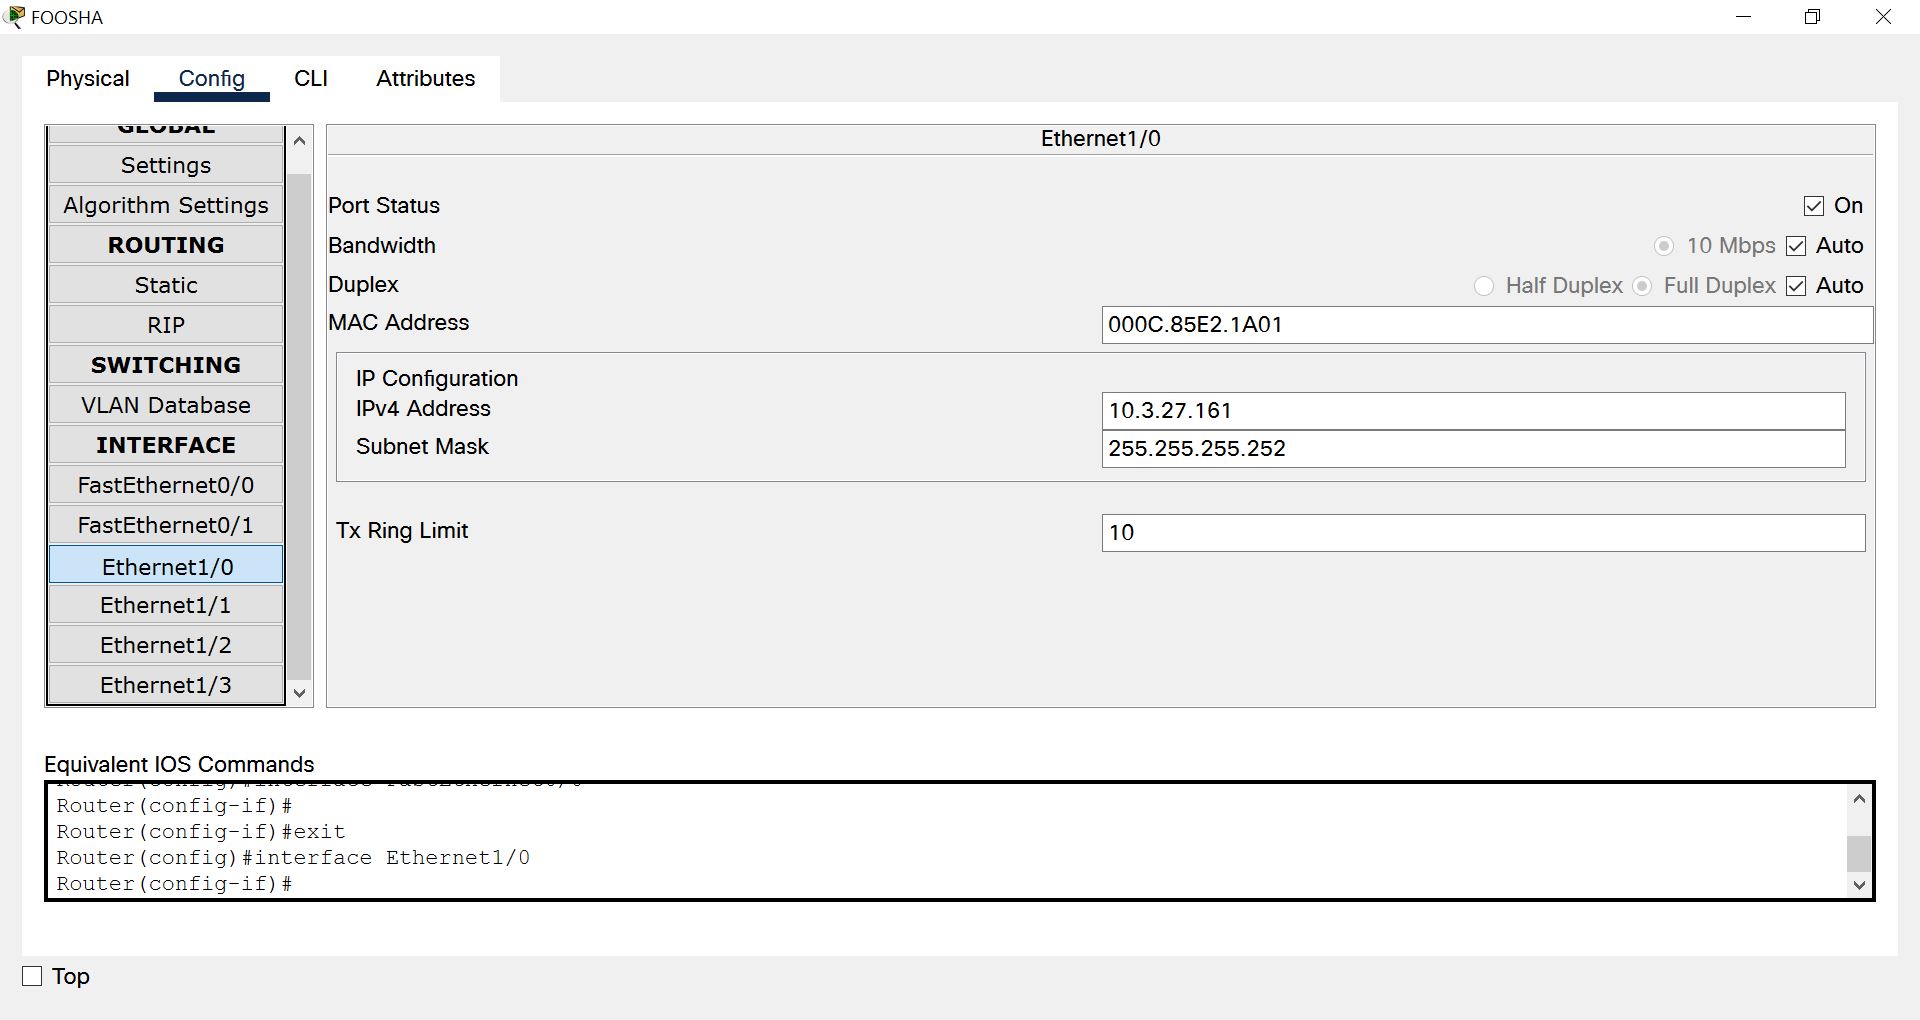 FOOSHA
Physical Config CLI Attributes
GLOBAL
Settings
Algorithm Settings
ROUTING
Static
RIP
SWITCHING
VLAN Database
INTERFACE
FastEthernet0/0
FastEthernet0/1
Ethernet1/0
Ethernet1/1
Ethernet1/2
Ethernet1/3
Ethernet1/0
Port Status On
Bandwidth 10 Mbps Auto
Duplex Half Duplex Full Duplex Auto
MAC Address 000C.85E2.1A01
IP Configuration
IPv4 Address 10.3.27.161
Subnet Mask 255.255.255.252
Tx Ring Limit 10
Equivalent IOS Commands
Router(config-if)#
Router(config-if)#exit
Router(config)#interface Ethernet1/0
Router(config-if)#
Top